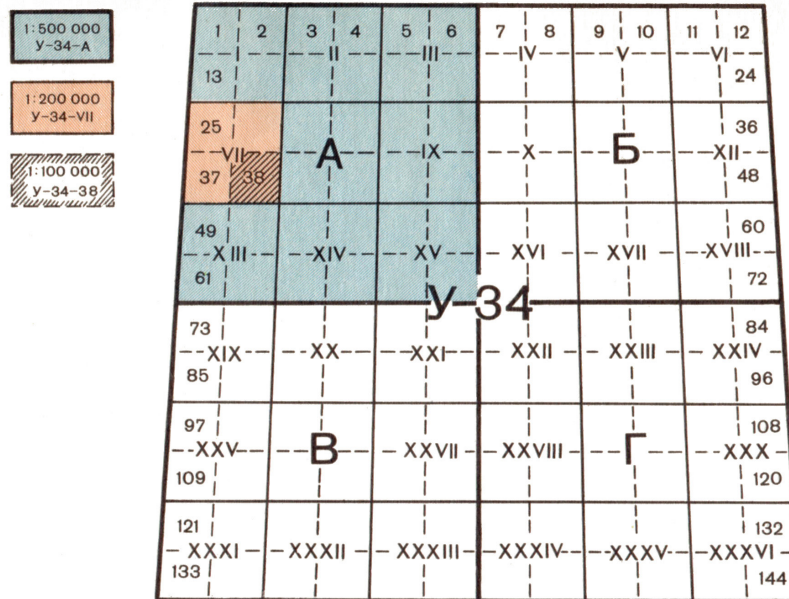 1:500 000
У-34-А
1:200 000
У-34-VII
1:100 000
У-34-38
1 2 3 4 5 6 7 8 9 10 11 12
I II III IV V VI
13 24
25 36
VII А IX X Б XII
37 38 48
49 60
XIII XIV XV XVI XVII XVIII
61 72
У-34
73 84
XIX XX XXI XXII XXIII XXIV
85 96
97 108
XXV В XXVII XXVIII Г XXX
109 120
121 132
XXXI XXXII XXXIII XXXIV XXXV XXXVI
133 144